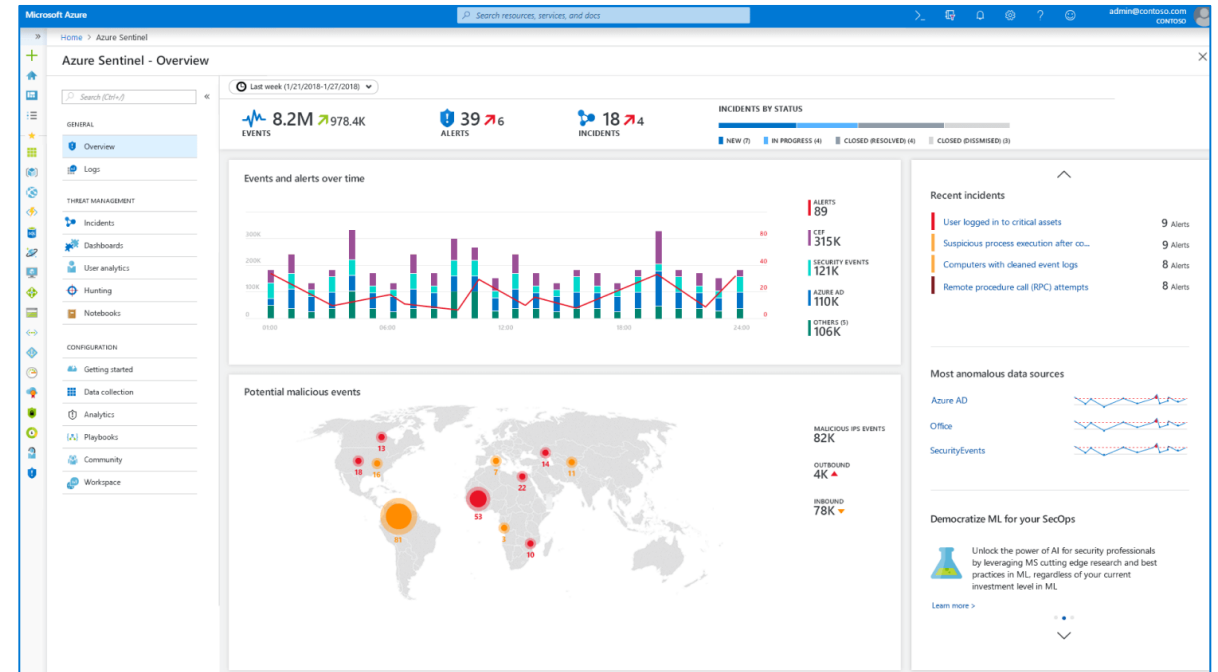 Microsoft Azure
Search resources, services, and docs
admin@contoso.com
CONTOSO
Home > Azure Sentinel
Azure Sentinel - Overview
Search (Ctrl+/)
GENERAL
Overview
Logs
THREAT MANAGEMENT
Incidents
Dashboards
User analytics
Hunting
Notebooks
CONFIGURATION
Getting started
Data collection
Analytics
Playbooks
Community
Workspace
Last week (1/21/2018-1/27/2018)
8.2M 978.4K
EVENTS
39 6
ALERTS
18 4
INCIDENTS
INCIDENTS BY STATUS
NEW (7) IN PROGRESS (4) CLOSED (RESOLVED) (4) CLOSED (DISSMISED) (3)
Events and alerts over time
300K
200K
100K
0
80
40
20
0
01:00 06:00 12:00 18:00 24:00
ALERTS
89
CEF
315K
SECURITY EVENTS
121K
AZURE AD
110K
OTHERS (5)
106K
Potential malicious events
13
18
16
81
7
14
11
22
53
3
10
MALICIOUS IPS EVENTS
82K
OUTBOUND
4K
INBOUND
78K
Recent incidents
User logged in to critical assets 9 Alerts
Suspicious process execution after co... 9 Alerts
Computers with cleaned event logs 8 Alerts
Remote procedure call (RPC) attempts 8 Alerts
Most anomalous data sources
Azure AD
Office
SecurityEvents
Democratize ML for your SecOps
Unlock the power of AI for security professionals
by leveraging MS cutting edge research and best
practices in ML, regardless of your current
investment level in ML
Learn more >